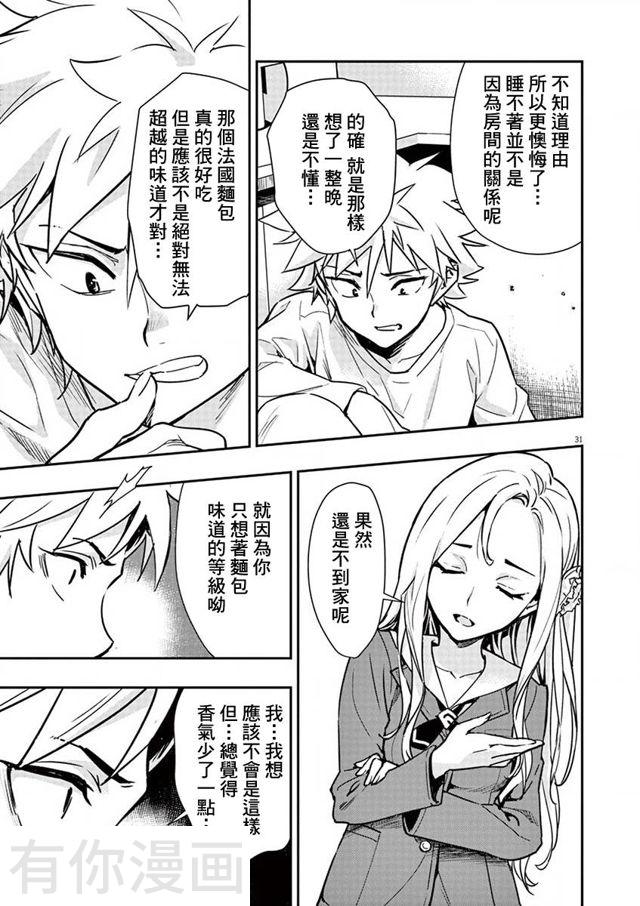 不知道理由
所以更懊悔了…
睡不著並不是
因為房間的關係呢
的確 就是那樣
想了一整晚
還是不懂…
那個法國麵包
真的很好吃
但是應該不是絕對無法
超越的味道才對…
31
果然
還是不到家呢
就因為你
只想著麵包
味道的等級呦
我…我想
應該不會是這樣
但…總覺得
香氣少了一點…
有你漫画